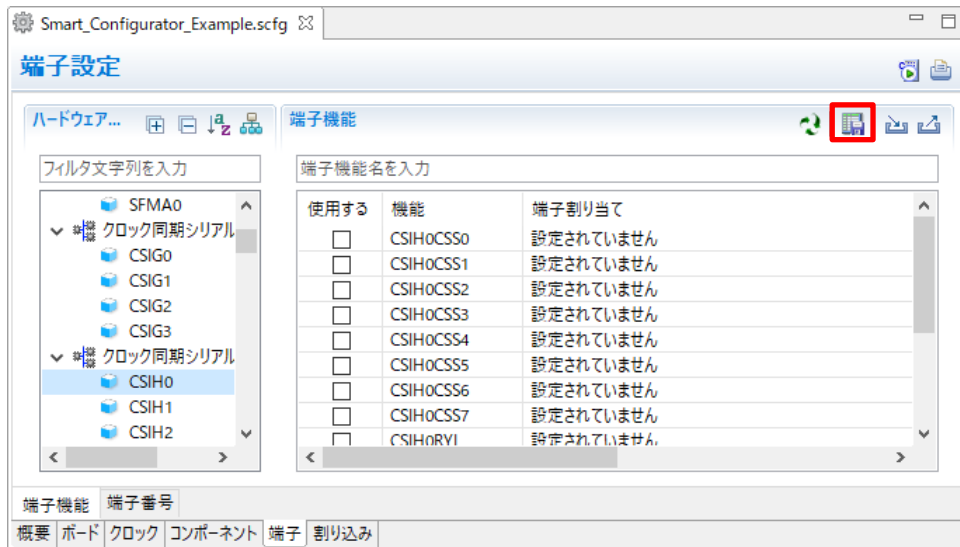 Smart_Configurator_Example.scfg
端子設定
ハードウェア...
端子機能
フィルタ文字列を入力
端子機能名を入力
SFMA0
クロック同期シリアル
CSIG0
CSIG1
CSIG2
CSIG3
クロック同期シリアル
CSIH0
CSIH1
CSIH2
使用する 機能 端子割り当て
CSIH0CSS0 設定されていません
CSIH0CSS1 設定されていません
CSIH0CSS2 設定されていません
CSIH0CSS3 設定されていません
CSIH0CSS4 設定されていません
CSIH0CSS5 設定されていません
CSIH0CSS6 設定されていません
CSIH0CSS7 設定されていません
設定されていません
端子機能 端子番号
概要 ボード クロック コンポーネント 端子 割り込み